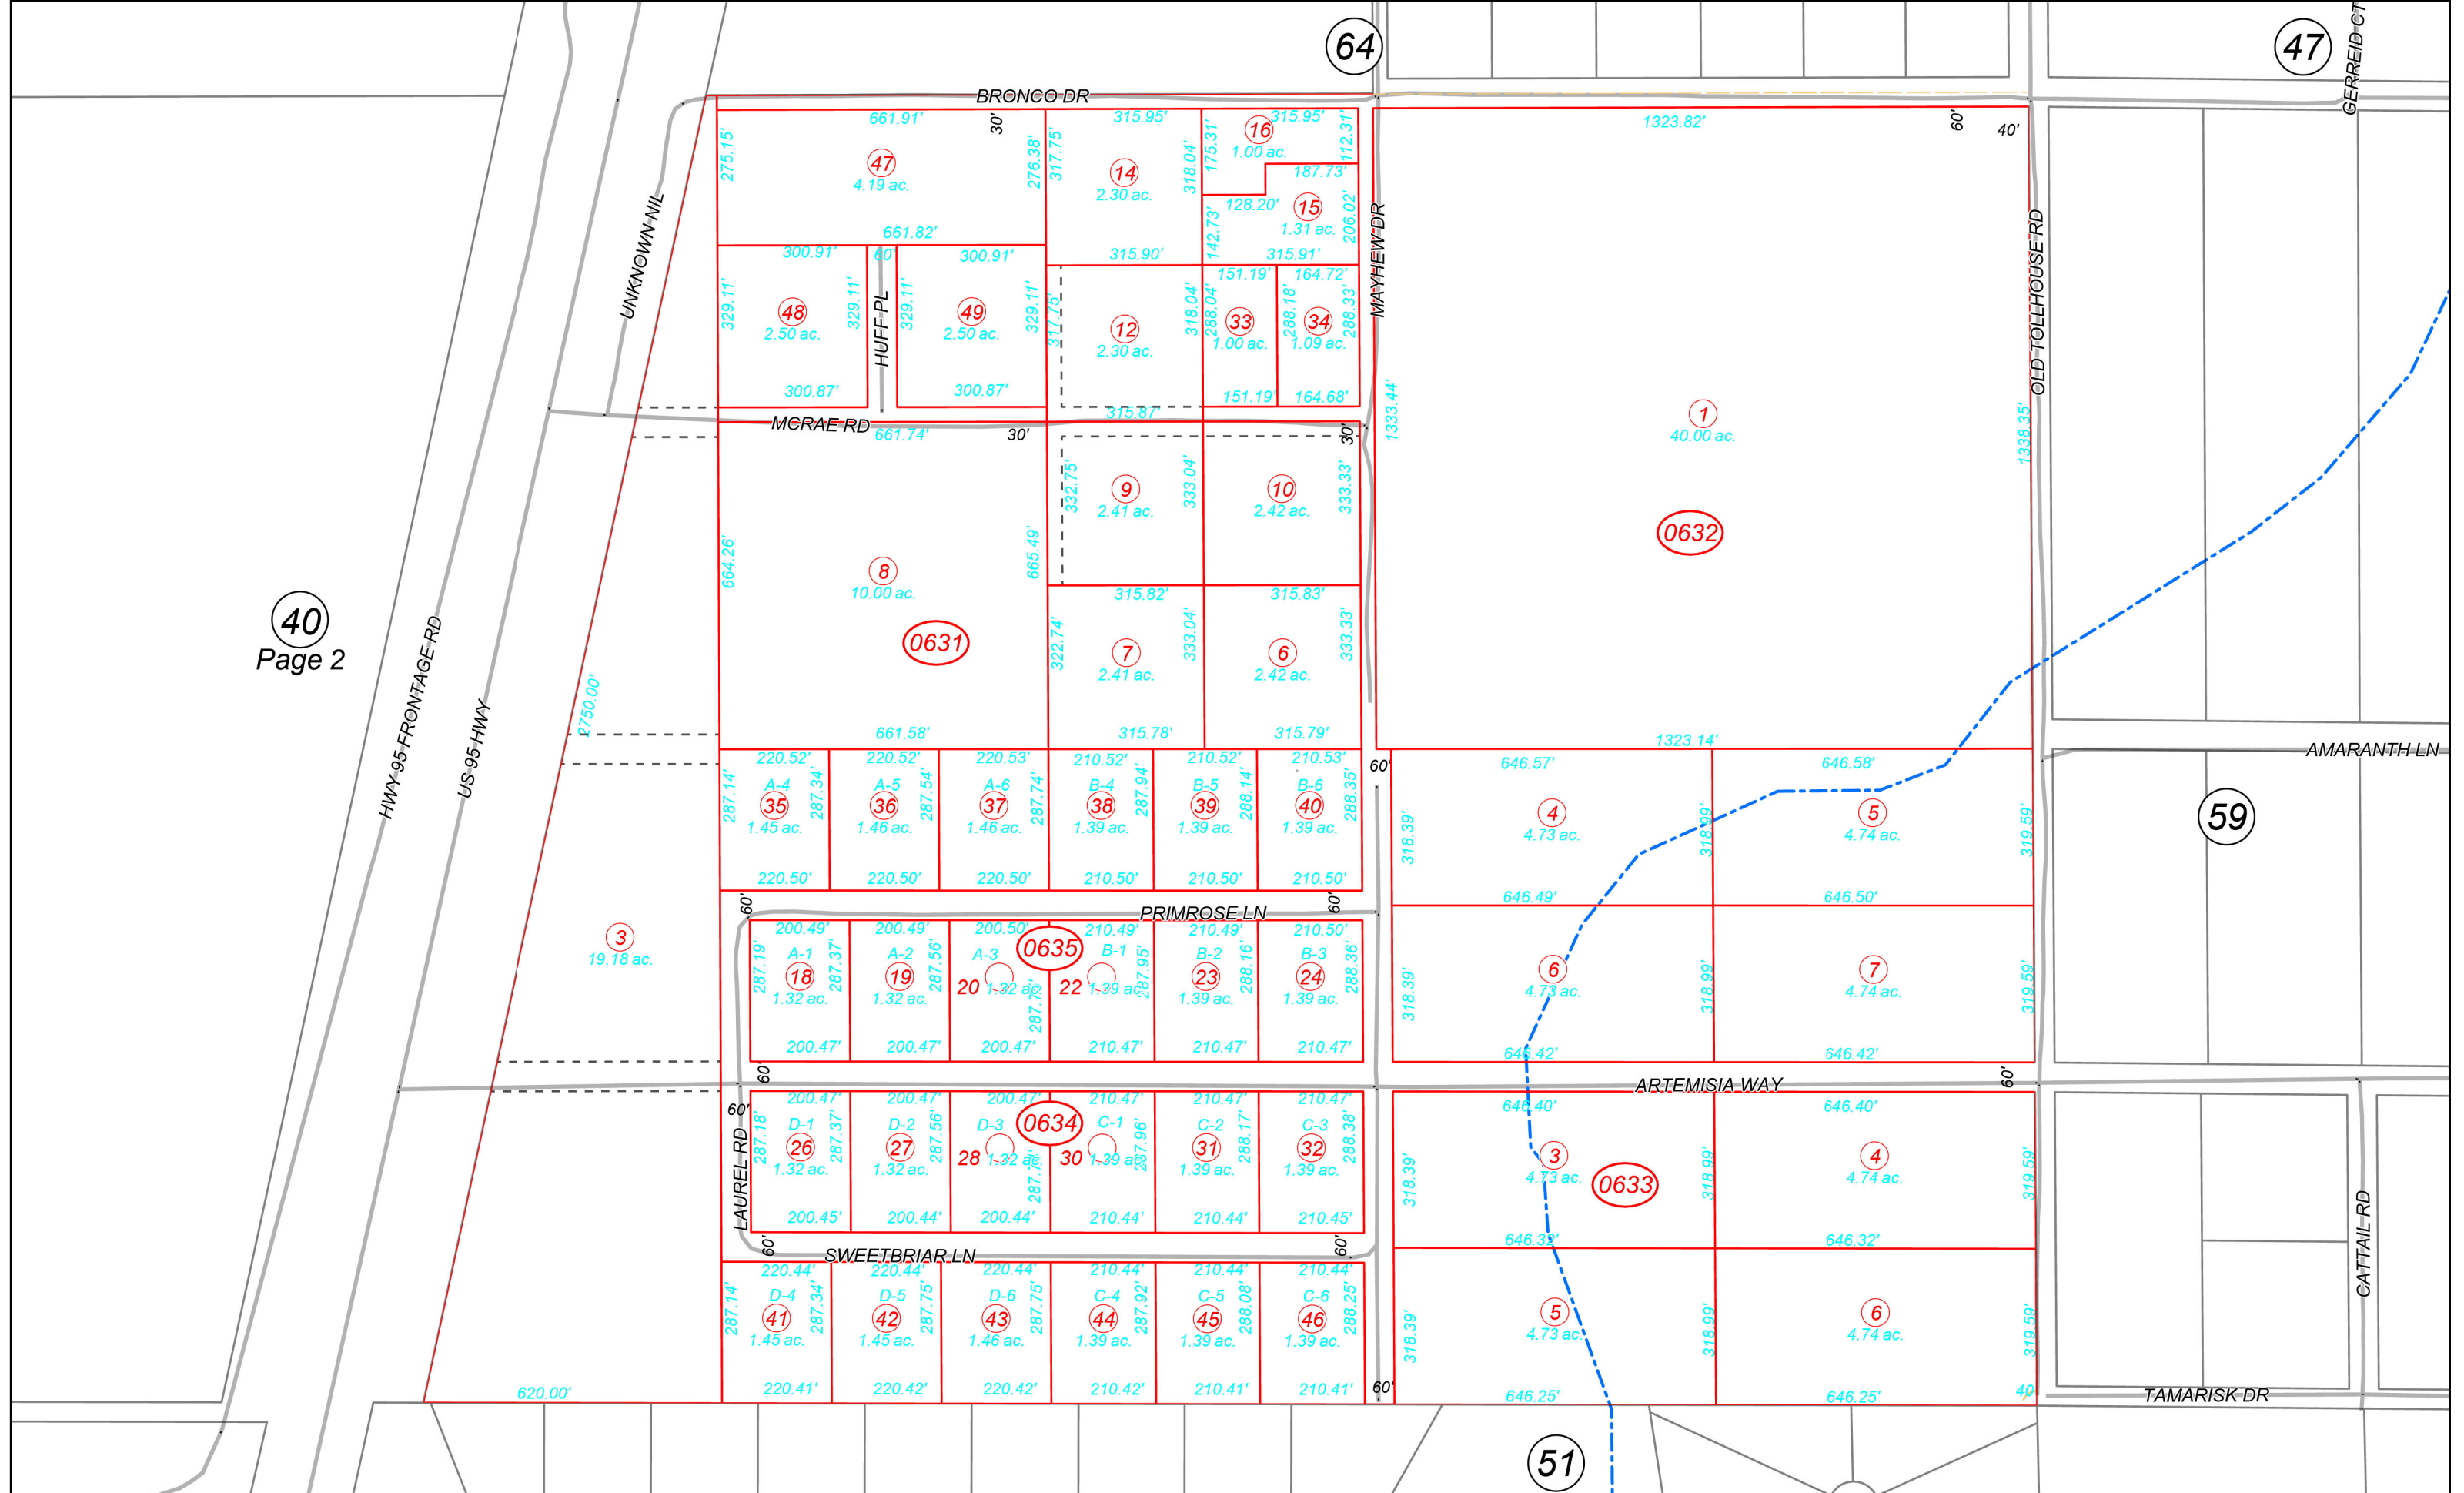 64
47
GERREID CT
BRONCO DR
661.91'
30'
315.95'
16
315.95'
1323.82'
60'
40'
275.15'
47
4.19 ac.
276.38'
317.75'
14
2.30 ac.
318.04'
175.31'
1.00 ac.
112.31'
187.73'
128.20'
15
1.31 ac.
206.02'
142.73'
661.82'
315.90'
315.91'
UNKNOWN NIL
300.91'
60'
300.91'
151.19'
164.72'
MAYHEW DR
OLD TOLLHOUSE RD
329.11'
48
2.50 ac.
329.11'
HUFF PL
329.11'
49
2.50 ac.
329.11'
317.75'
12
2.30 ac.
318.04'
288.04'
33
1.00 ac.
288.18'
34
1.09 ac.
288.33'
300.87'
300.87'
151.19'
164.68'
315.87'
1333.44'
1
40.00 ac.
1338.35'
MCRAE RD
661.74'
30'
30'
332.75'
9
2.41 ac.
333.04'
10
2.42 ac.
333.33'
0632
664.26'
8
10.00 ac.
665.49'
0631
315.82'
315.83'
322.74'
7
2.41 ac.
333.04'
6
2.42 ac.
333.33'
40
Page 2
HWY 95 FRONTAGE RD
US 95 HWY
2750.00'
661.58'
315.78'
315.79'
1323.14'
AMARANTH LN
220.52'
220.52'
220.53'
210.52'
210.52'
210.53'
60'
646.57'
646.58'
287.14'
A-4
35
1.45 ac.
287.34'
A-5
36
1.46 ac.
287.54'
A-6
37
1.46 ac.
287.74'
B-4
38
1.39 ac.
287.94'
B-5
39
1.39 ac.
288.14'
B-6
40
1.39 ac.
288.35'
318.39'
4
4.73 ac.
318.99'
5
4.74 ac.
319.59'
59
220.50'
220.50'
220.50'
210.50'
210.50'
210.50'
646.49'
646.50'
60'
PRIMROSE LN
60'
200.49'
200.49'
200.50'
0635
210.49'
210.49'
210.50'
3
19.18 ac.
287.19'
A-1
18
1.32 ac.
287.37'
A-2
19
1.32 ac.
287.56'
A-3
20
1.32 ac.
B-1
22
1.39 ac.
287.95'
B-2
23
1.39 ac.
288.16'
B-3
24
1.39 ac.
288.36'
318.39'
6
4.73 ac.
318.99'
7
4.74 ac.
319.59'
200.47'
200.47'
200.47'
210.47'
210.47'
210.47'
646.42'
646.42'
60'
ARTEMISIA WAY
60'
60'
200.47'
200.47'
200.47'
0634
210.47'
210.47'
210.47'
646.40'
646.40'
LAUREL RD
287.18'
D-1
26
1.32 ac.
287.37'
D-2
27
1.32 ac.
287.56'
D-3
28
1.32 ac.
C-1
30
1.39 ac.
287.96'
C-2
31
1.39 ac.
288.17'
C-3
32
1.39 ac.
288.38'
318.39'
3
4.73 ac.
0633
318.99'
4
4.74 ac.
319.59'
200.45'
200.44'
200.44'
210.44'
210.44'
210.45'
646.32'
646.32'
60'
SWEETBRIAR LN
60'
CATTAIL RD
220.44'
220.44'
220.44'
210.44'
210.44'
210.44'
287.14'
D-4
41
1.45 ac.
287.34'
D-5
42
1.45 ac.
287.75'
D-6
43
1.46 ac.
287.75'
C-4
44
1.39 ac.
287.92'
C-5
45
1.39 ac.
288.08'
C-6
46
1.39 ac.
288.25'
318.39'
5
4.73 ac.
318.99'
6
4.74 ac.
319.59'
620.00'
220.41'
220.42'
220.42'
210.42'
210.41'
210.41'
60'
646.25'
646.25'
40'
TAMARISK DR
51